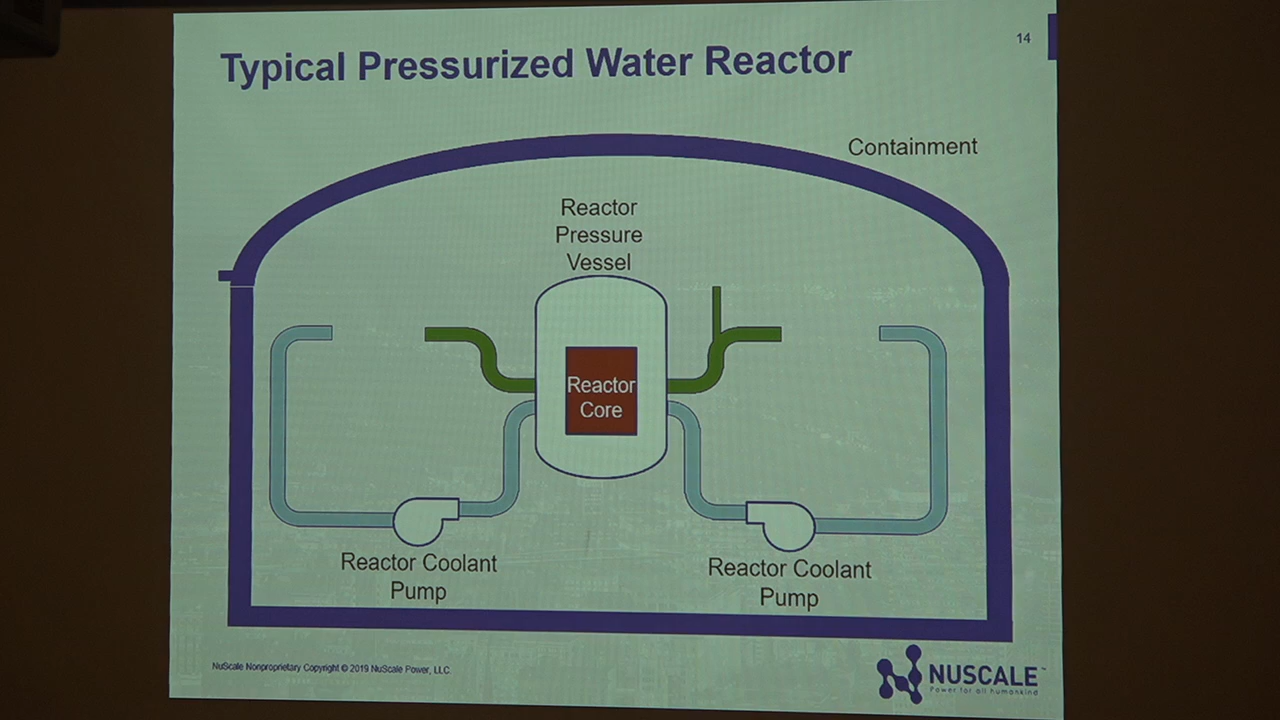 14
Typical Pressurized Water Reactor
Containment
Reactor
Pressure
Vessel
Reactor
Core
Reactor Coolant
Pump
Reactor Coolant
Pump
NuScale Nonproprietary Copyright © 2019 NuScale Power, LLC.
NUSCALE™
Power for all humankind